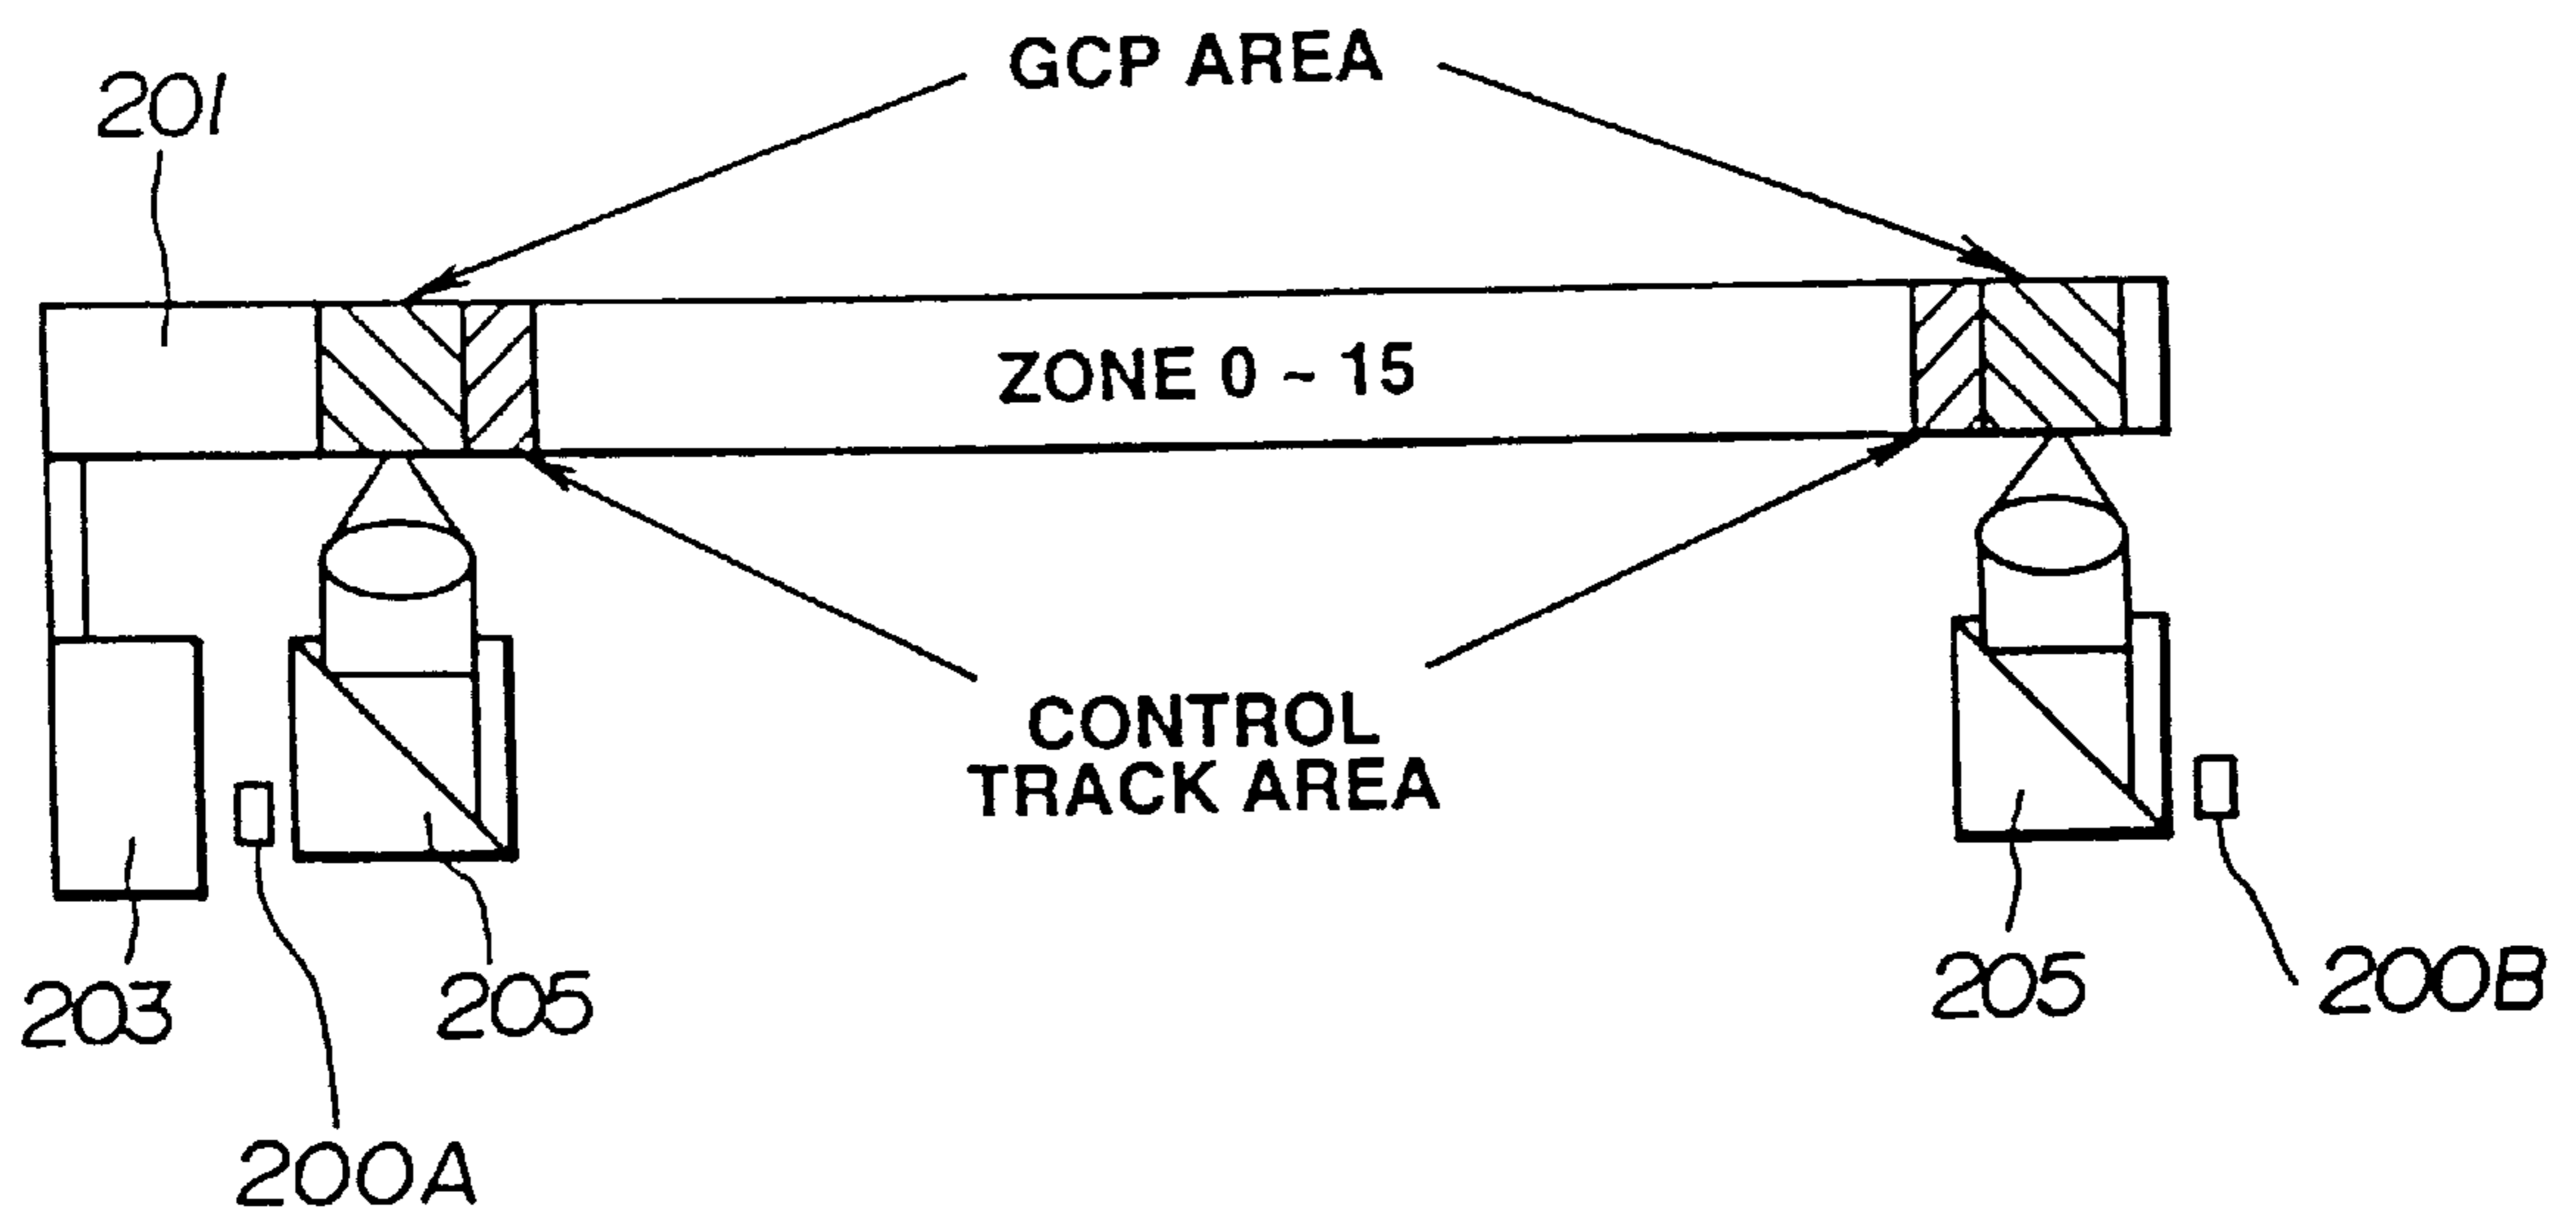 GCP AREA
201
ZONE 0 ~ 15
CONTROL
TRACK AREA
203
205
205
200B
200A